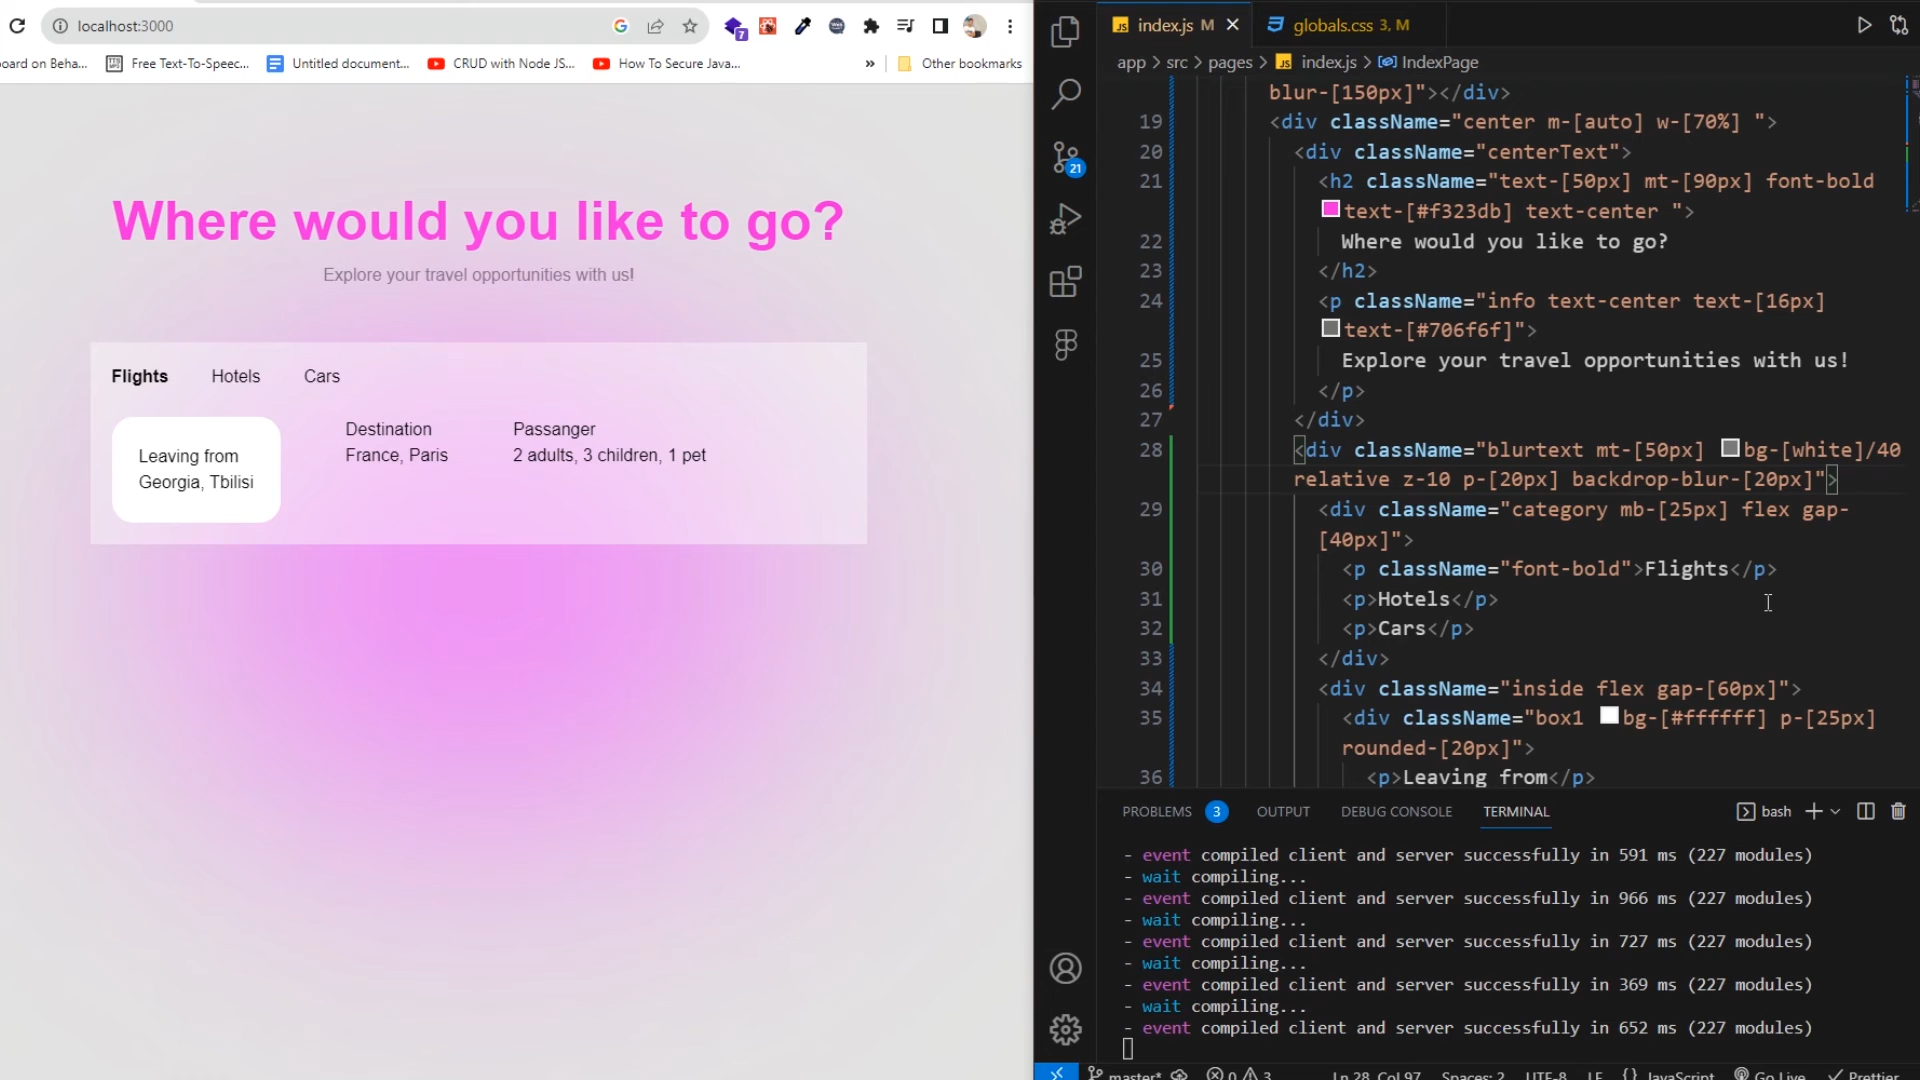 localhost:3000
7
oard on Beha...
Free Text-To-Speec...
Untitled document...
CRUD with Node JS...
How To Secure Java...
»
Other bookmarks
Where would you like to go?
Explore your travel opportunities with us!
Flights Hotels Cars
Leaving from
Georgia, Tbilisi
Destination
France, Paris
Passanger
2 adults, 3 children, 1 pet
21
JS index.js M
globals.css 3, M
app > src > pages > JS index.js > IndexPage
blur-[150px]"></div>
19 <div className="center m-[auto] w-[70%] ">
20 <div className="centerText">
21 <h2 className="text-[50px] mt-[90px] font-bold
text-[#f323db] text-center ">
22 Where would you like to go?
23 </h2>
24 <p className="info text-center text-[16px]
text-[#706f6f]">
25 Explore your travel opportunities with us!
26 </p>
27 </div>
28 <div className="blurtext mt-[50px] bg-[white]/40
relative z-10 p-[20px] backdrop-blur-[20px]">
29 <div className="category mb-[25px] flex gap-
[40px]">
30 <p className="font-bold">Flights</p>
31 <p>Hotels</p>
32 <p>Cars</p>
33 </div>
34 <div className="inside flex gap-[60px]">
35 <div className="box1 bg-[#ffffff] p-[25px]
rounded-[20px]">
36 <p>Leaving from</p>
PROBLEMS 3 OUTPUT DEBUG CONSOLE TERMINAL
bash
- event compiled client and server successfully in 591 ms (227 modules)
- wait compiling...
- event compiled client and server successfully in 966 ms (227 modules)
- wait compiling...
- event compiled client and server successfully in 727 ms (227 modules)
- wait compiling...
- event compiled client and server successfully in 369 ms (227 modules)
- wait compiling...
- event compiled client and server successfully in 652 ms (227 modules)
master* 0 3 Ln 28, Col 97 Spaces: 2 UTF-8 LF {} JavaScript Go Live Prettier